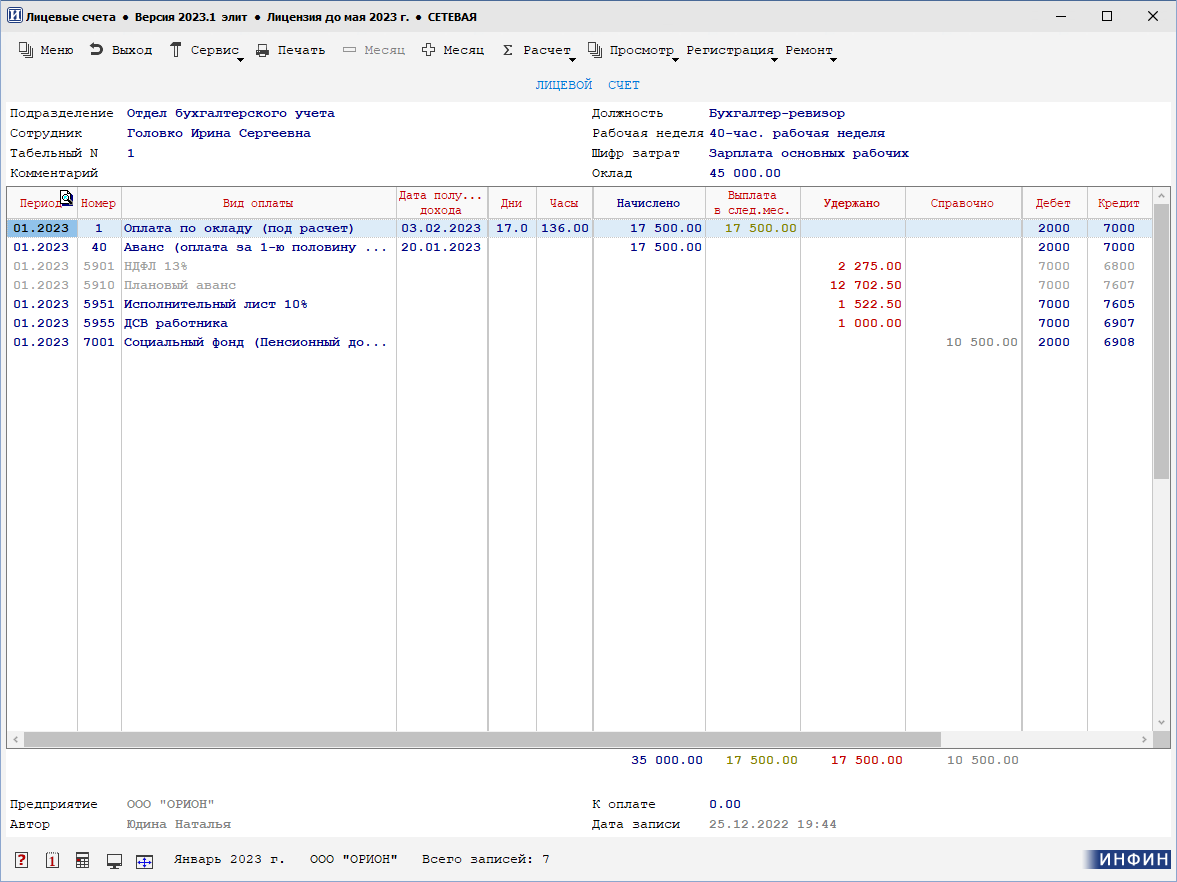 Лицевые счета • Версия 2023.1 элит • Лицензия до мая 2023 г. • СЕТЕВАЯ
Меню Выход Сервис Печать Месяц Месяц Σ Расчет Просмотр Регистрация Ремонт
ЛИЦЕВОЙ СЧЕТ
Подразделение Отдел бухгалтерского учета Должность Бухгалтер-ревизор
Сотрудник Головко Ирина Сергеевна Рабочая неделя 40-час. рабочая неделя
Табельный N 1 Шифр затрат Зарплата основных рабочих
Комментарий Оклад 45 000.00
Период Номер Вид оплаты Дата полу... дохода Дни Часы Начислено Выплата в след.мес. Удержано Справочно Дебет Кредит
01.2023 1 Оплата по окладу (под расчет) 03.02.2023 17.0 136.00 17 500.00 17 500.00 2000 7000
01.2023 40 Аванс (оплата за 1-ю половину ... 20.01.2023 17 500.00 2000 7000
01.2023 5901 НДФЛ 13% 2 275.00 7000 6800
01.2023 5910 Плановый аванс 12 702.50 7000 7607
01.2023 5951 Исполнительный лист 10% 1 522.50 7000 7605
01.2023 5955 ДСВ работника 1 000.00 7000 6907
01.2023 7001 Социальный фонд (Пенсионный до... 10 500.00 2000 6908
35 000.00 17 500.00 17 500.00 10 500.00
Предприятие ООО "ОРИОН" К оплате 0.00
Автор Юдина Наталья Дата записи 25.12.2022 19:44
? 1 Январь 2023 г. ООО "ОРИОН" Всего записей: 7 ИНФИН